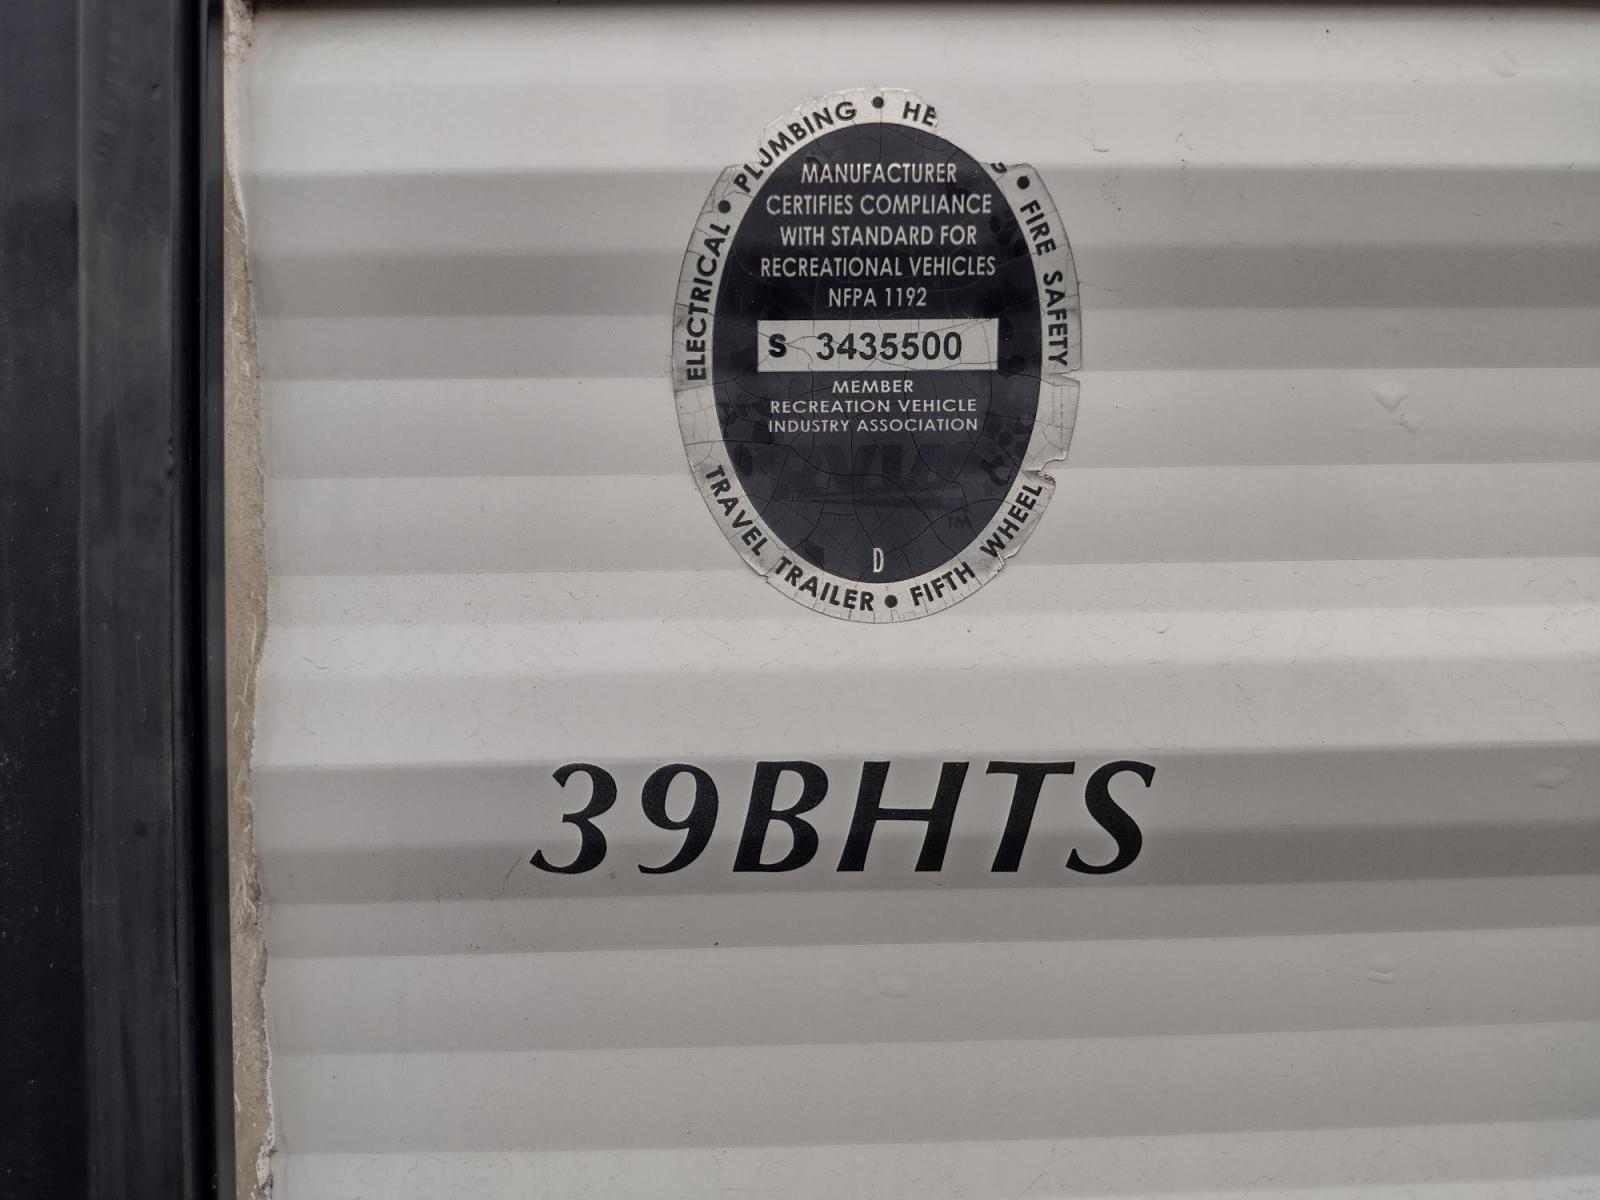 ELECTRICAL • PLUMBING • HE
• FIRE SAFETY
MANUFACTURER
CERTIFIES COMPLIANCE
WITH STANDARD FOR
RECREATIONAL VEHICLES
NFPA 1192
S 3435500
MEMBER
RECREATION VEHICLE
INDUSTRY ASSOCIATION
TM
D
TRAVEL TRAILER • FIFTH WHEEL
39BHTS